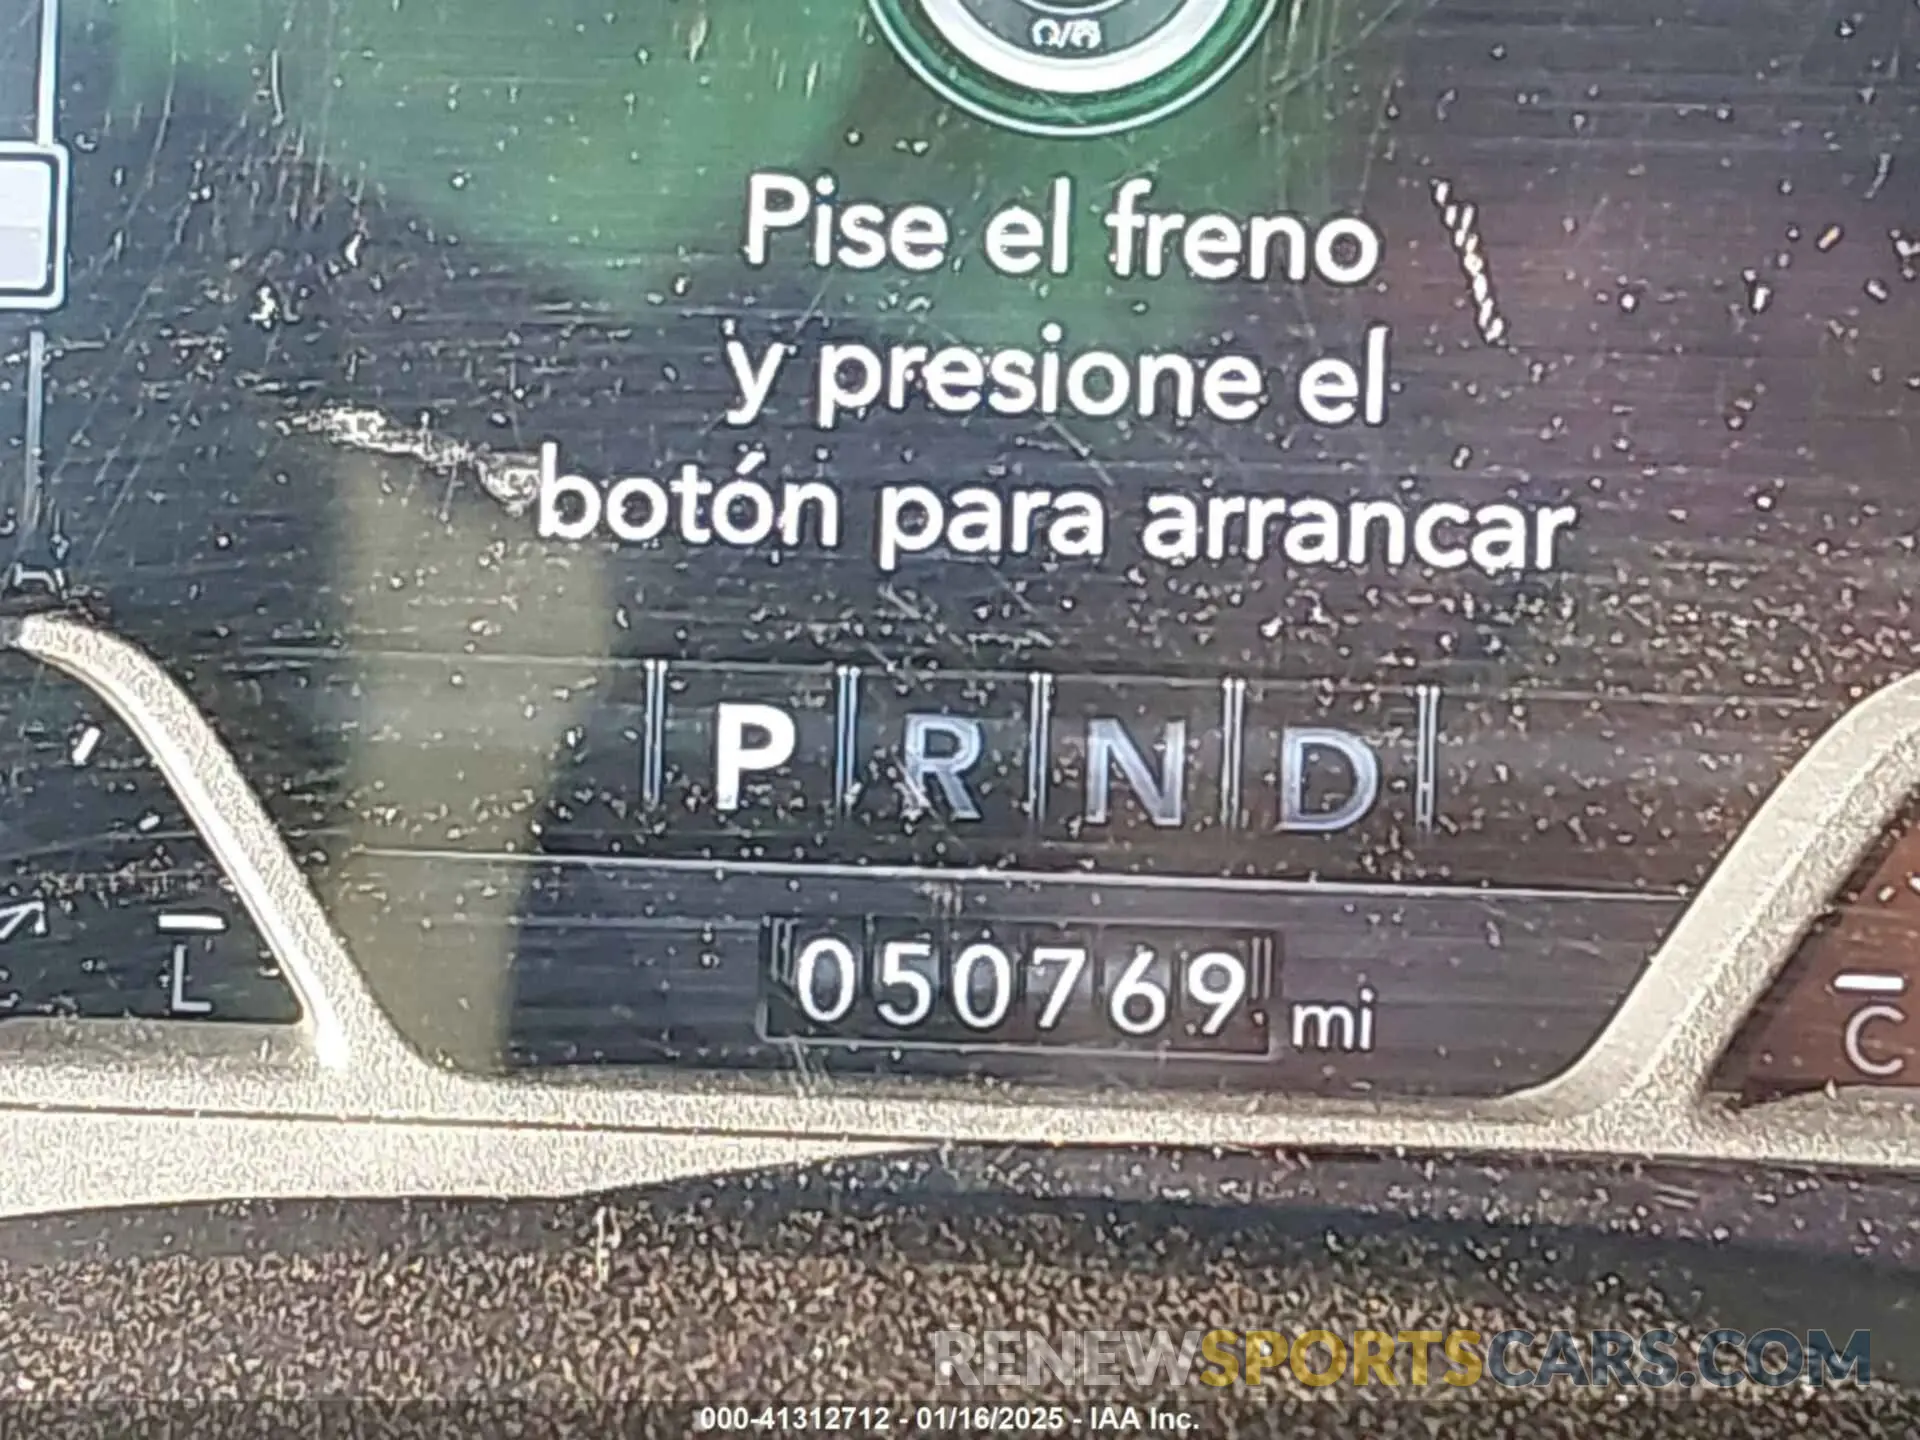 Pise el freno
y presione el
botón para arrancar
P R N D
L
050769 mi
C
RENEWSPORTSCARS.COM
000-41312712 - 01/16/2025 - IAA Inc.